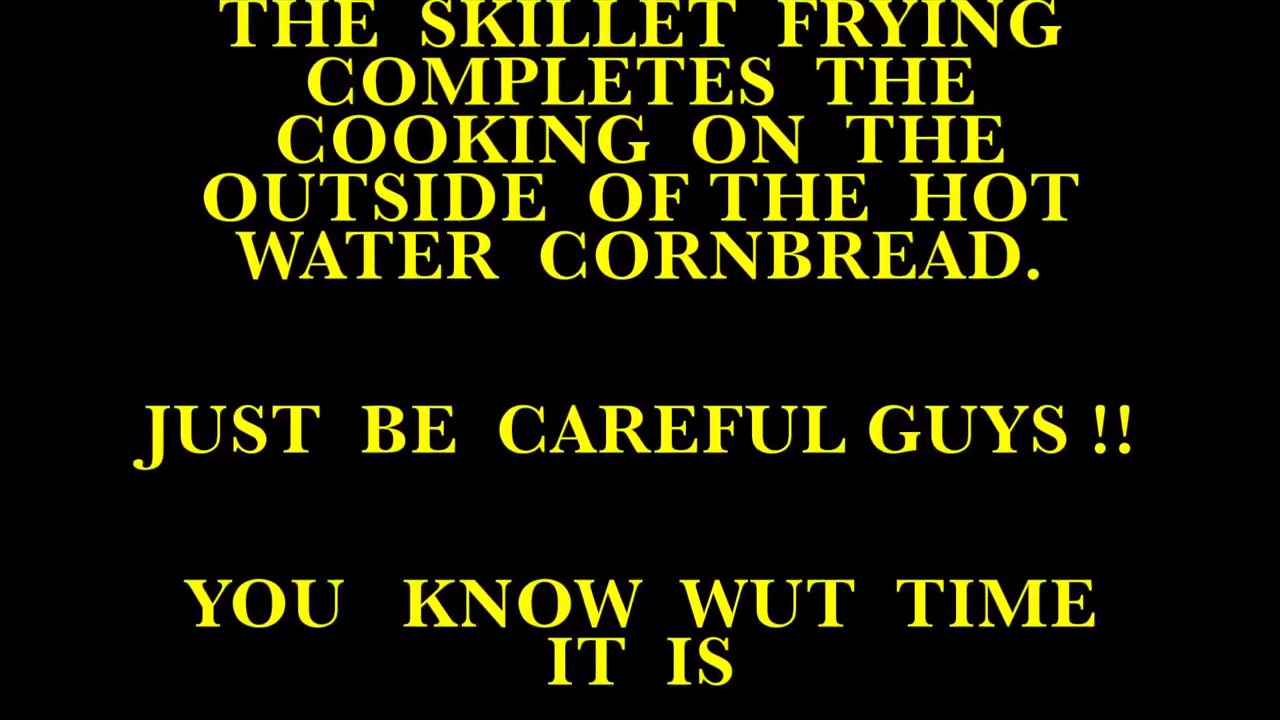 THE SKILLET FRYING
COMPLETES THE
COOKING ON THE
OUTSIDE OF THE HOT
WATER CORNBREAD.
JUST BE CAREFUL GUYS !!
YOU KNOW WUT TIME
IT IS